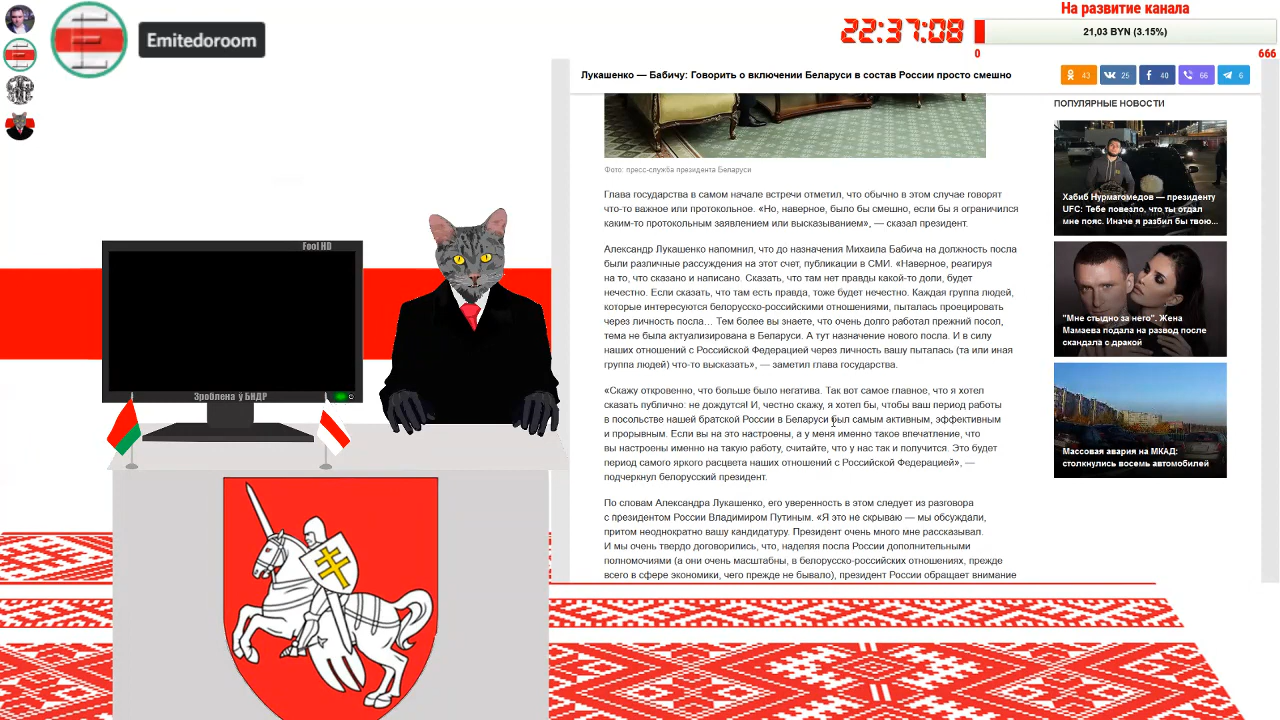 Emitedoroom
22:37:08
На развитие канала
21,03 BYN (3.15%)
0
666
Лукашенко — Бабичу: Говорить о включении Беларуси в состав России просто смешно
43
25
40
66
6
Фото: пресс-служба президента Беларуси
Глава государства в самом начале встречи отметил, что обычно в этом случае говорят
что-то важное или протокольное. «Но, наверное, было бы смешно, если бы я ограничился
каким-то протокольным заявлением или высказыванием», — сказал президент.
Александр Лукашенко напомнил, что до назначения Михаила Бабича на должность посла
были различные рассуждения на этот счет, публикации в СМИ. «Наверное, реагируя
на то, что сказано и написано. Сказать, что там нет правды какой-то доли, будет
нечестно. Если сказать, что там есть правда, тоже будет нечестно. Каждая группа людей,
которые интересуются белорусско-российскими отношениями, пыталась проецировать
через личность посла... Тем более вы знаете, что очень долго работал прежний посол,
тема не была актуализирована в Беларуси. А тут назначение нового посла. И в силу
наших отношений с Российской Федерацией через личность вашу пыталась (та или иная
группа людей) что-то высказать», — заметил глава государства.
«Скажу откровенно, что больше было негатива. Так вот самое главное, что я хотел
сказать публично: не дождутся! И, честно скажу, я хотел бы, чтобы ваш период работы
в посольстве нашей братской России в Беларуси был самым активным, эффективным
и прорывным. Если вы на это настроены, а у меня именно такое впечатление, что
вы настроены именно на такую работу, считайте, что у нас так и получится. Это будет
период самого яркого расцвета наших отношений с Российской Федерацией», —
подчеркнул белорусский президент.
По словам Александра Лукашенко, его уверенность в этом следует из разговора
с президентом России Владимиром Путиным. «Я это не скрываю — мы обсуждали,
притом неоднократно вашу кандидатуру. Президент очень много мне рассказывал.
И мы очень твердо договорились, что, наделяя посла России дополнительными
полномочиями (а они очень масштабны, в белорусско-российских отношениях, прежде
всего в сфере экономики, чего прежде не бывало), президент России обращает внимание
ПОПУЛЯРНЫЕ НОВОСТИ
Хабиб Нурмагомедов — президенту
UFC: Тебе повезло, что ты отдал
мне пояс. Иначе я разбил бы твою...
"Мне стыдно за него". Жена
Мамаева подала на развод после
скандала с дракой
Массовая авария на МКАД:
столкнулись восемь автомобилей
Fool HD
Зроблена ў БНДР